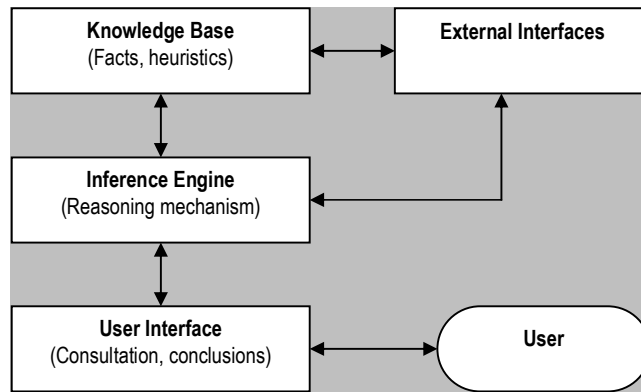 Knowledge Base
(Facts, heuristics)
External Interfaces
Inference Engine
(Reasoning mechanism)
User Interface
(Consultation, conclusions)
User